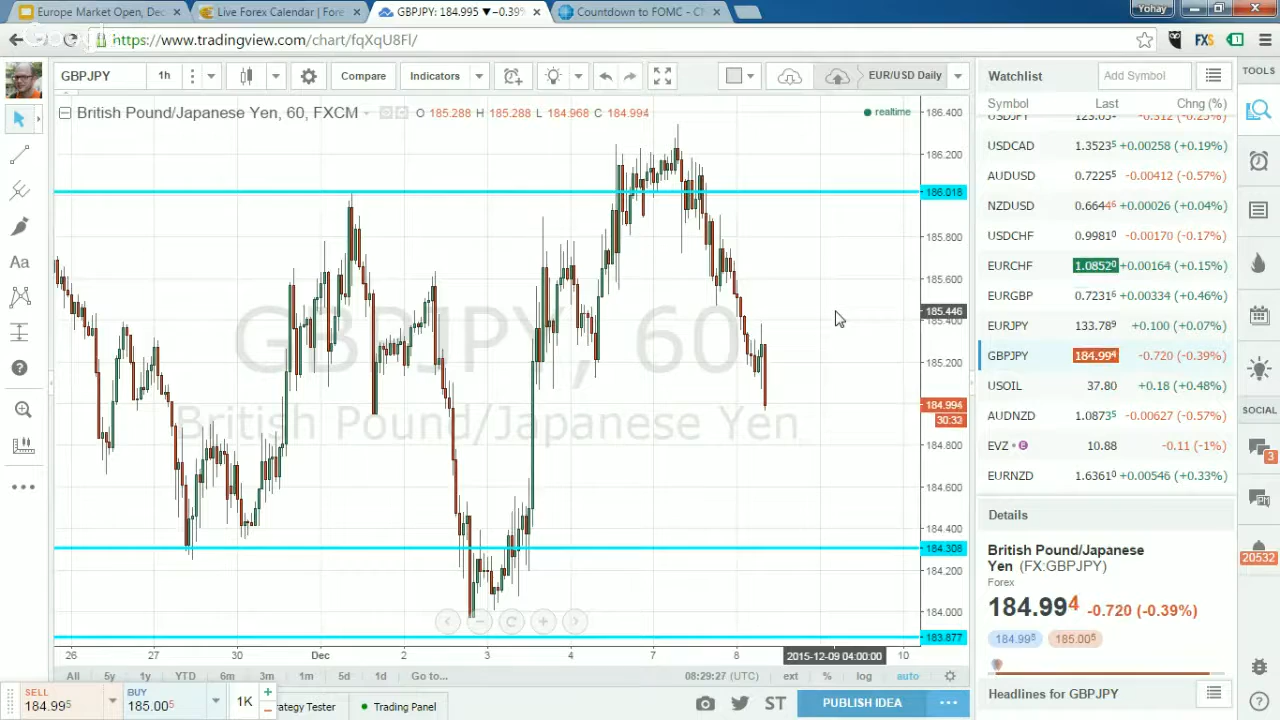 Europe Market Open, Dec
Live Forex Calendar | Fore
GBPJPY: 184.995 ▼-0.39%
Countdown to FOMC - Ch
Yohay
https://www.tradingview.com/chart/fqXqU8Fl/
FXS
GBPJPY
1h
Compare
Indicators
EUR/USD Daily
Watchlist
Add Symbol
TOOLS
British Pound/Japanese Yen, 60, FXCM
O 185.288 H 185.288 L 184.968 C 184.994
realtime
Symbol Last Chng (%)
USDJPY
USDCAD 1.35235 +0.00258 (+0.19%)
AUDUSD 0.72255 -0.00412 (-0.57%)
NZDUSD 0.66446 +0.00026 (+0.04%)
USDCHF 0.99810 -0.00170 (-0.17%)
EURCHF 1.08520 +0.00164 (+0.15%)
EURGBP 0.72316 +0.00334 (+0.46%)
EURJPY 133.789 +0.100 (+0.07%)
GBPJPY 184.994 -0.720 (-0.39%)
USOIL 37.80 +0.18 (+0.48%)
AUDNZD 1.08735 -0.00627 (-0.57%)
EVZ 10.88 -0.11 (-1%)
EURNZD 1.63610 +0.00546 (+0.33%)
186.400
186.200
186.018
185.800
185.600
185.446
185.400
185.200
184.994
30:32
184.800
184.600
184.400
184.308
184.200
184.000
183.877
GBPJPY, 60
British Pound/Japanese Yen
SOCIAL
3
20532
Details
British Pound/Japanese
Yen (FX:GBPJPY)
Forex
184.994 -0.720 (-0.39%)
184.995 185.005
Headlines for GBPJPY
26 27 30 Dec 2 3 4 7 8 2015-12-09 04:00:00 10
All 5y 1y YTD 6m 3m 1m 5d 1d Go to... 08:29:27 (UTC) ext % log auto
SELL
184.995
BUY
185.005
1K
rategy Tester
Trading Panel
ST
PUBLISH IDEA